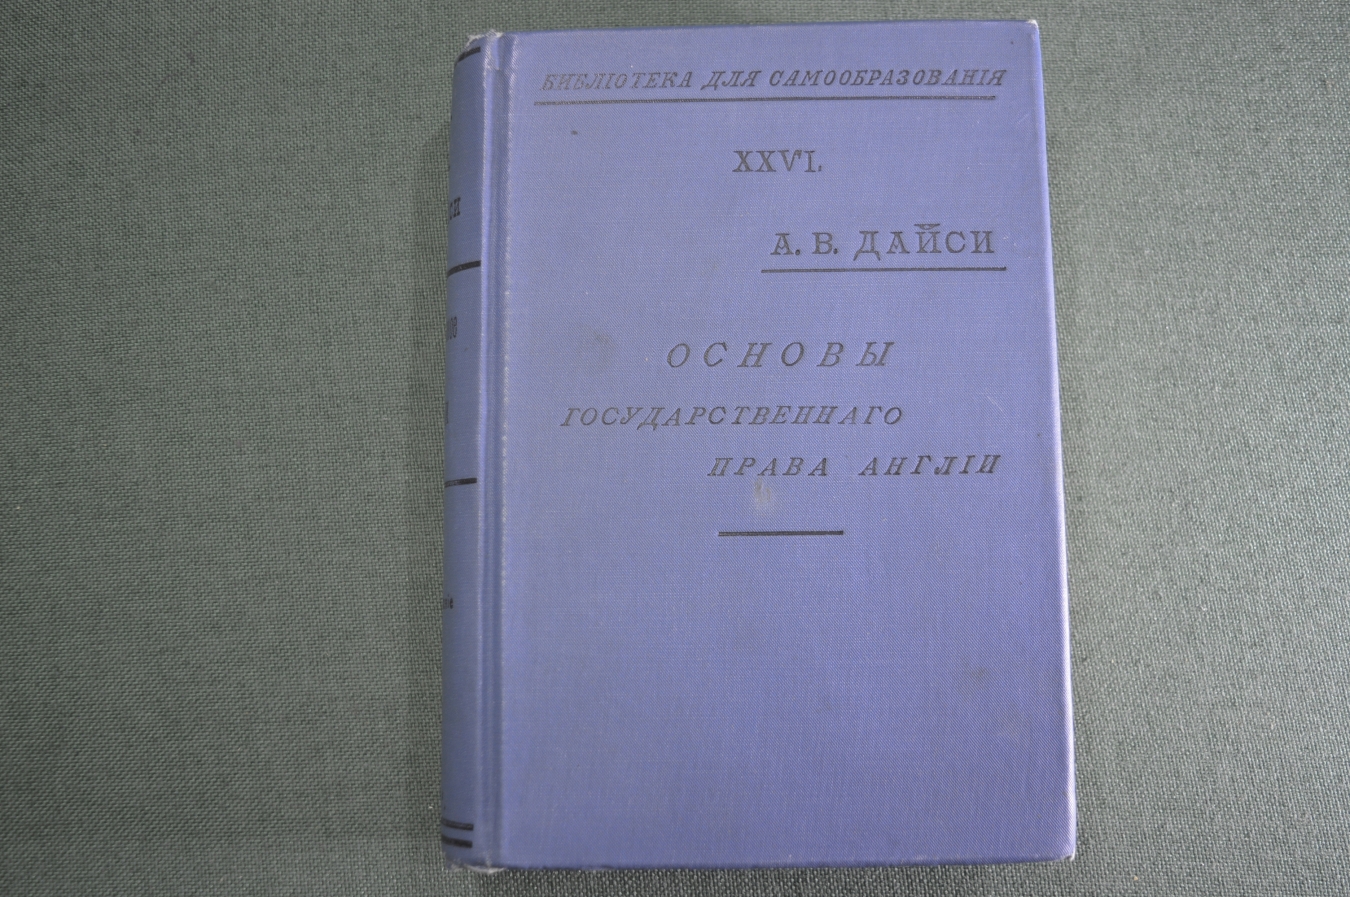 БИБЛІОТЕКА ДЛЯ САМООБРАЗОВАНІЯ
XXVI.
А. В. ДАЙСИ
ОСНОВЫ
ГОСУДАРСТВЕННАГО
ПРАВА АНГЛІИ